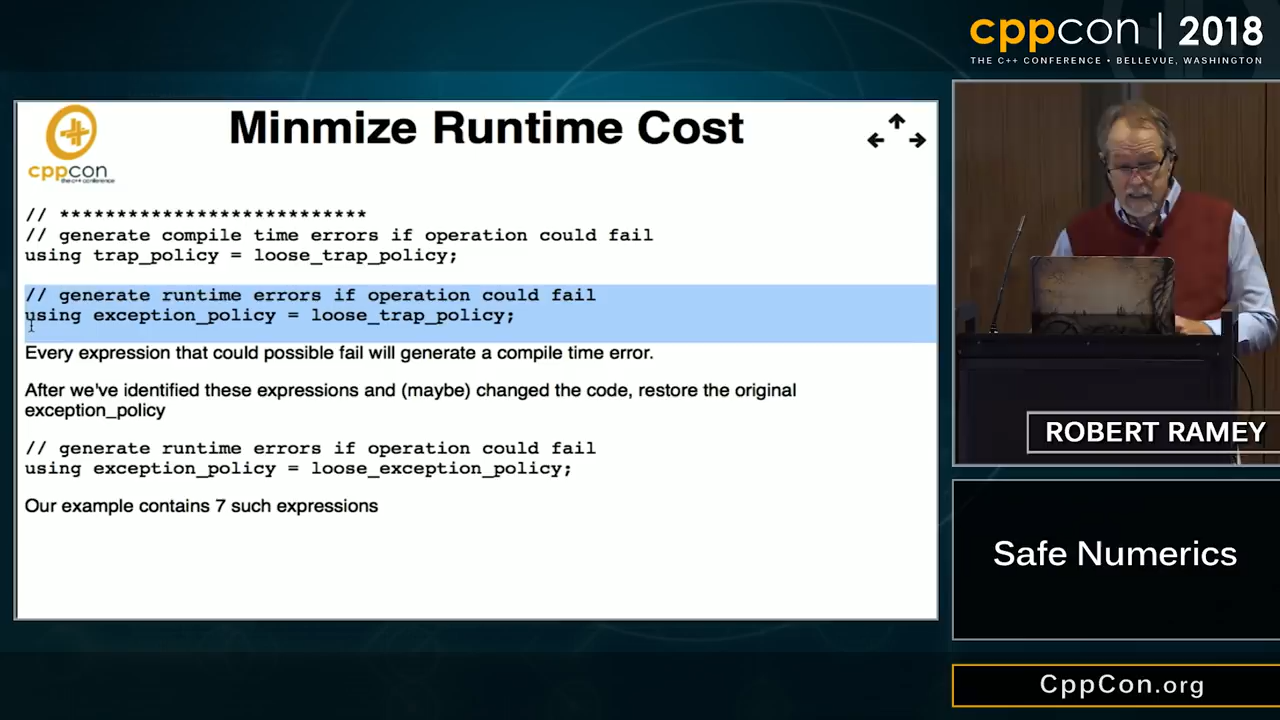 cppcon | 2018
THE C++ CONFERENCE • BELLEVUE, WASHINGTON
cppcon
the c++ conference
Minmize Runtime Cost
// ***************************
// generate compile time errors if operation could fail
using trap_policy = loose_trap_policy;
// generate runtime errors if operation could fail
using exception_policy = loose_trap_policy;
Every expression that could possible fail will generate a compile time error.
After we've identified these expressions and (maybe) changed the code, restore the original
exception_policy
// generate runtime errors if operation could fail
using exception_policy = loose_exception_policy;
Our example contains 7 such expressions
ROBERT RAMEY
Safe Numerics
CppCon.org